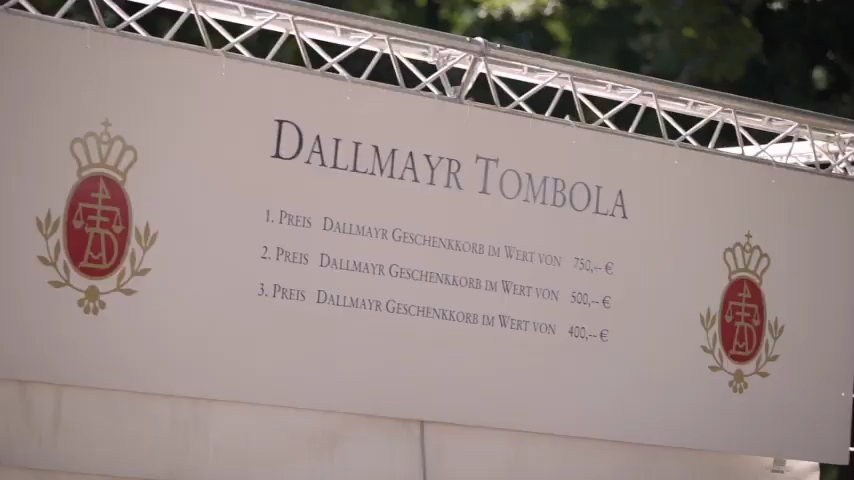 DALLMAYR TOMBOLA
1. PREIS DALLMAYR GESCHENKKORB IM WERT VON 750,-- €
2. PREIS DALLMAYR GESCHENKKORB IM WERT VON 500,-- €
3. PREIS DALLMAYR GESCHENKKORB IM WERT VON 400,-- €